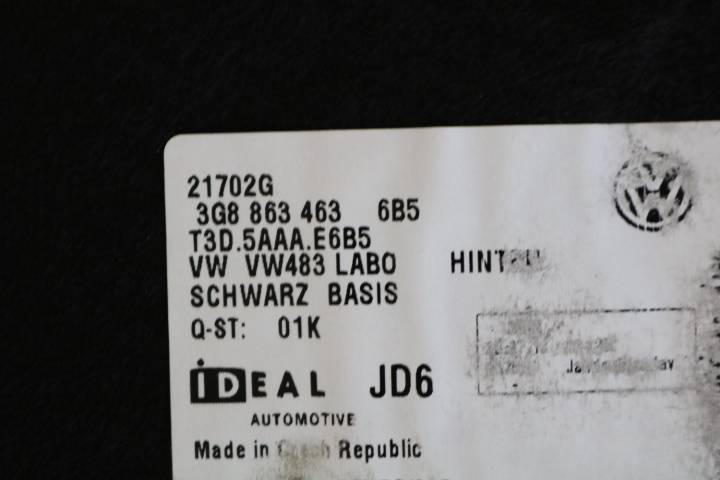 21702G
3G8 863 463 6B5
T3D.5AAA.E6B5
VW VW483 LABO
SCHWARZ BASIS
Q-ST: 01K
IDEAL JD6
AUTOMOTIVE
Made in Czech Republic